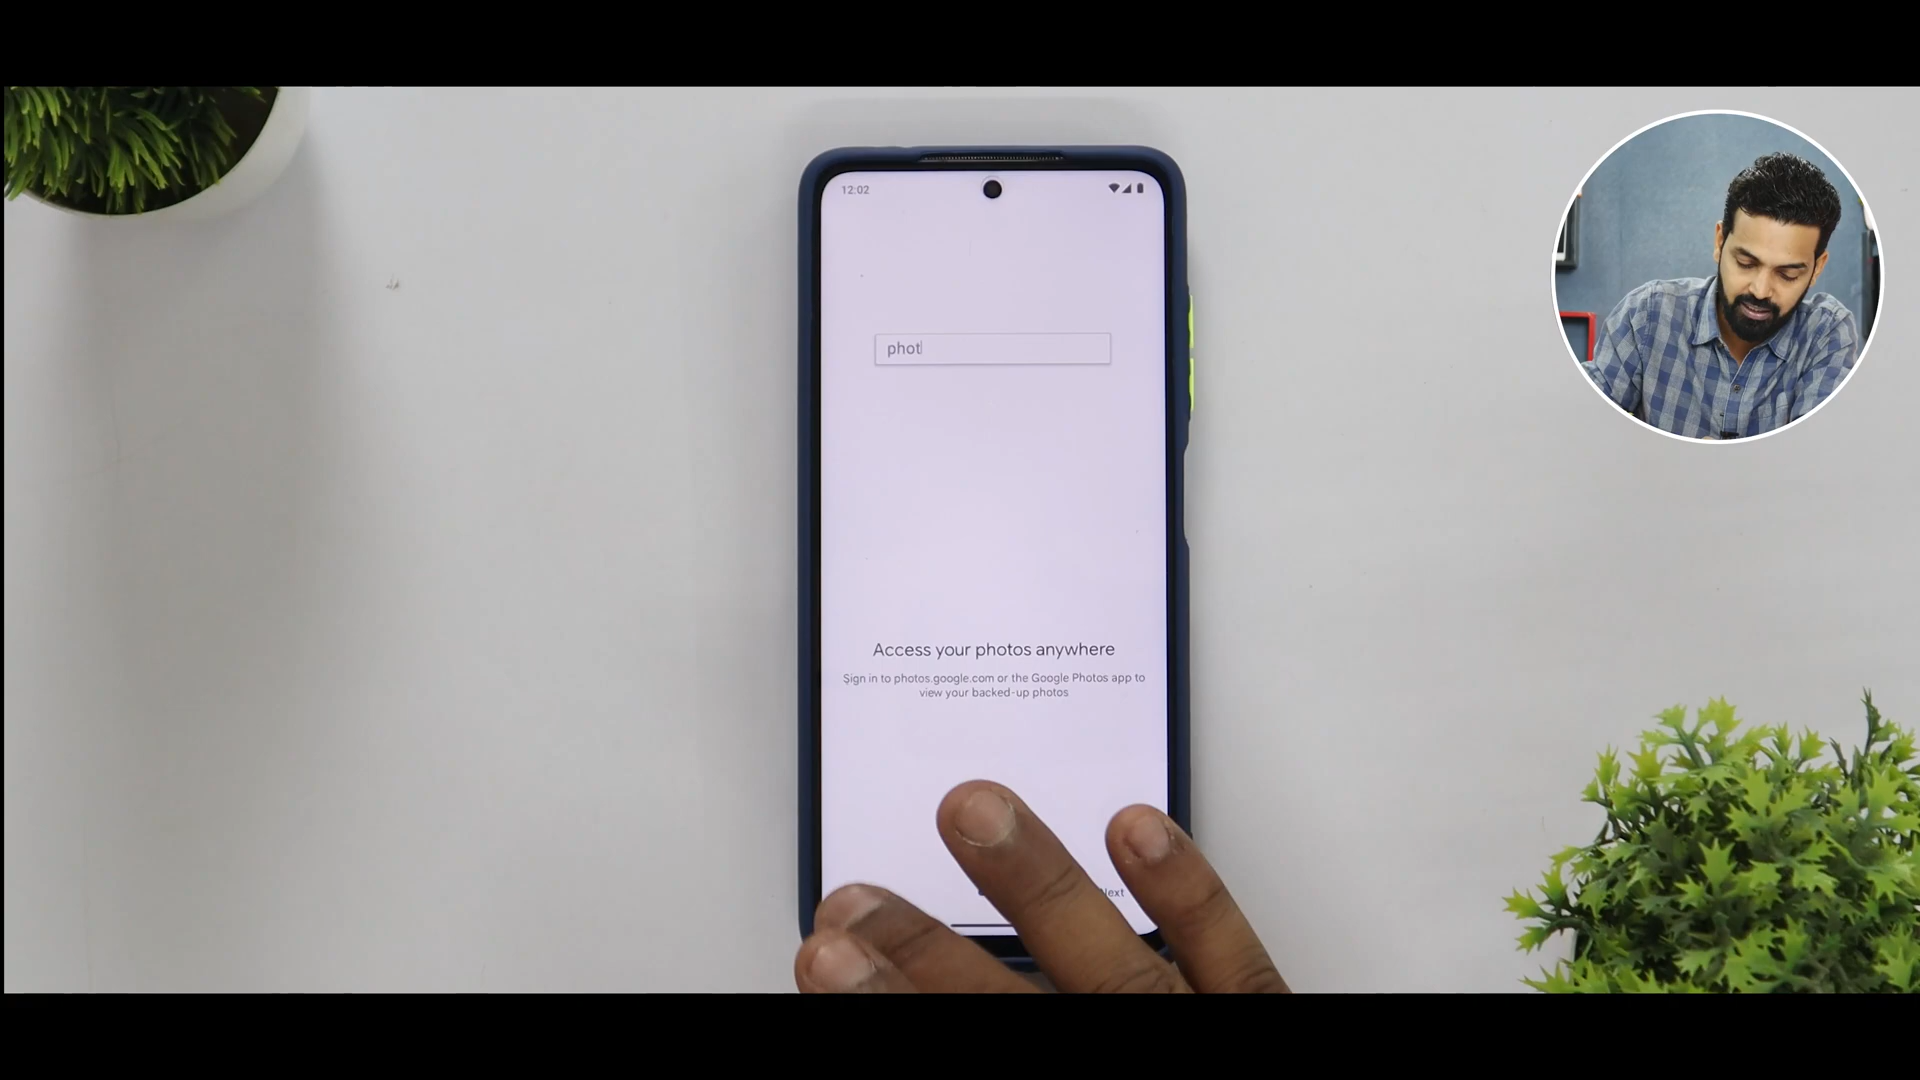 12:02
phot
Access your photos anywhere
Sign in to photos.google.com or the Google Photos app to
view your backed-up photos
Next